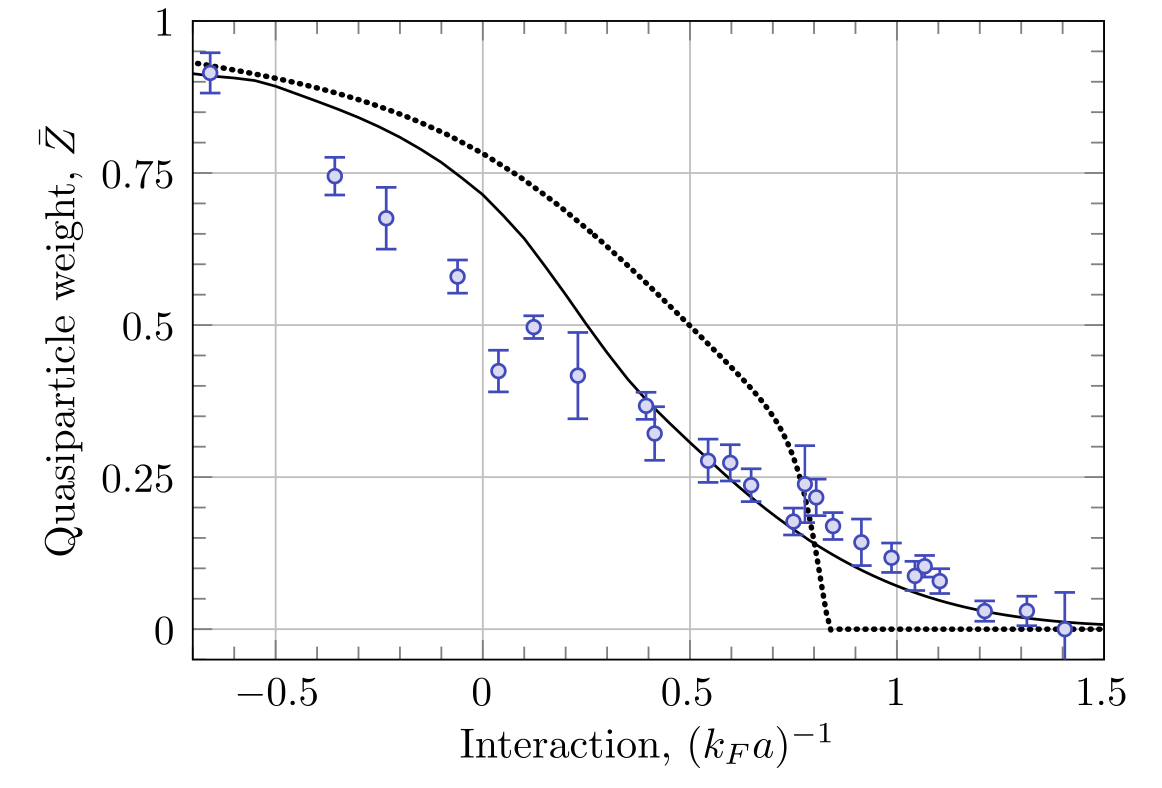 1
0.75
0.5
0.25
0
Quasiparticle weight, Z̄
−0.5 0 0.5 1 1.5
Interaction, (k_F a)^{−1}